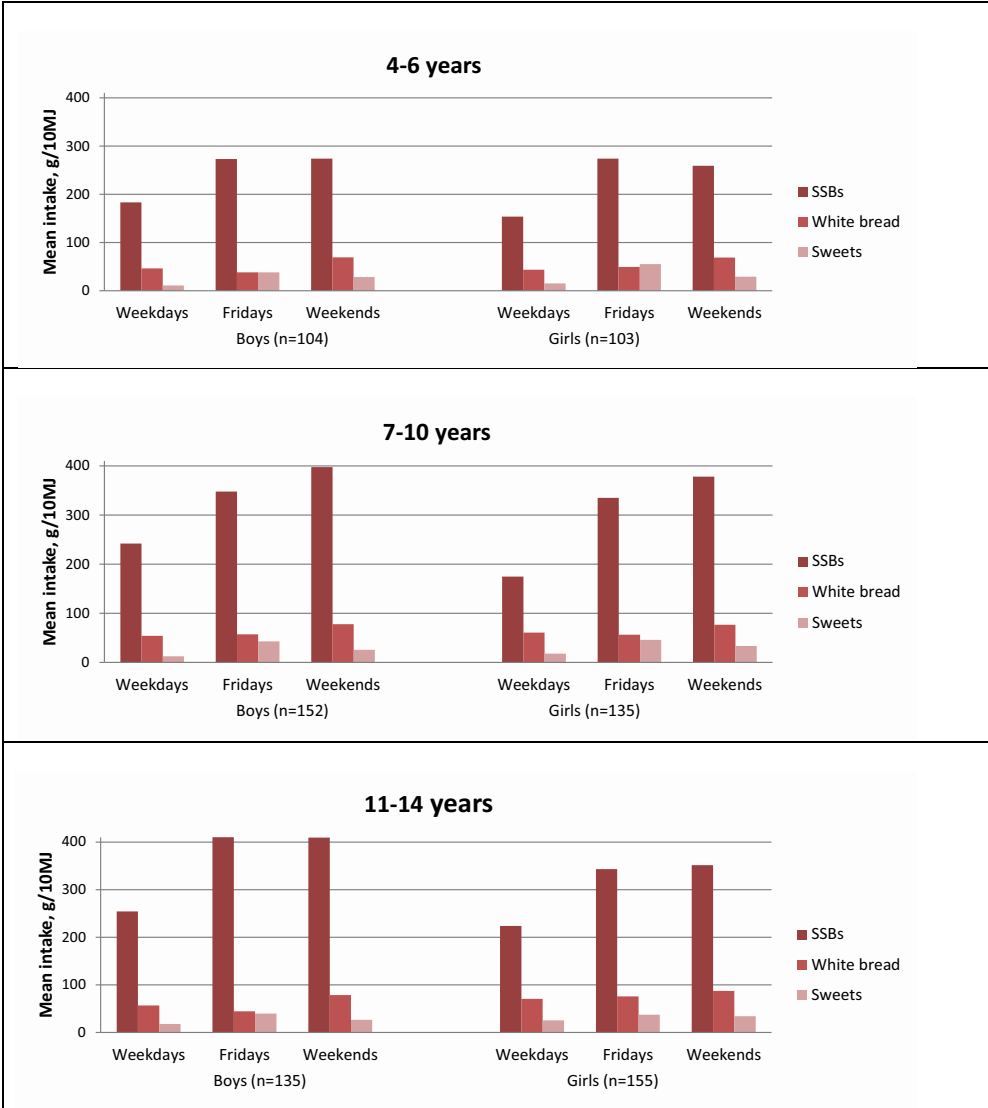 4-6 years
Mean intake, g/10MJ
400
300
200
100
0
Weekdays Fridays Weekends Weekdays Fridays Weekends
Boys (n=104) Girls (n=103)
SSBs
White bread
Sweets
7-10 years
Mean intake, g/10MJ
400
300
200
100
0
Weekdays Fridays Weekends Weekdays Fridays Weekends
Boys (n=152) Girls (n=135)
SSBs
White bread
Sweets
11-14 years
Mean intake, g/10MJ
400
300
200
100
0
Weekdays Fridays Weekends Weekdays Fridays Weekends
Boys (n=135) Girls (n=155)
SSBs
White bread
Sweets